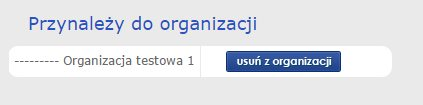 Przynależy do organizacji
--------- Organizacja testowa 1 usuń z organizacji